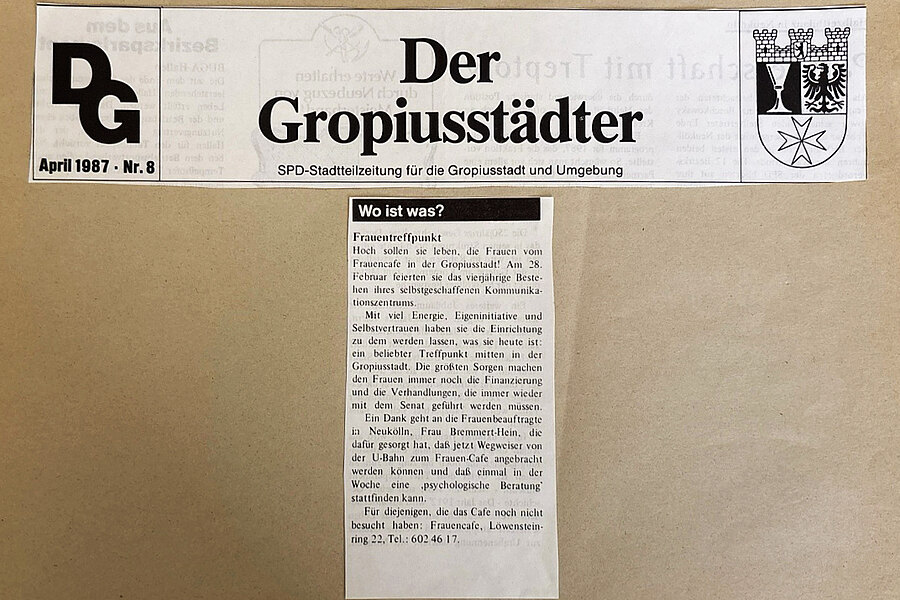 DG
April 1987 · Nr. 8
Der
Gropiusstädter
SPD-Stadtteilzeitung für die Gropiusstadt und Umgebung
Wo ist was?
Frauentreffpunkt
Hoch sollen sie leben, die Frauen vom
Frauencafe in der Gropiusstadt! Am 28.
Februar feierten sie das vierjährige Beste-
hen ihres selbstgeschaffenen Kommunika-
tionszentrums.
Mit viel Energie, Eigeninitiative und
Selbstvertrauen haben sie die Einrichtung
zu dem werden lassen, was sie heute ist:
ein beliebter Treffpunkt mitten in der
Gropiusstadt. Die größten Sorgen machen
den Frauen immer noch die Finanzierung
und die Verhandlungen, die immer wieder
mit dem Senat geführt werden müssen.
Ein Dank geht an die Frauenbeauftragte
in Neukölln, Frau Bremmert-Hein, die
dafür gesorgt hat, daß jetzt Wegweiser von
der U-Bahn zum Frauen-Cafe angebracht
werden können und daß einmal in der
Woche eine ‚psychologische Beratung'
stattfinden kann.
Für diejenigen, die das Cafe noch nicht
besucht haben: Frauencafe, Löwenstein-
ring 22, Tel.: 602 46 17.